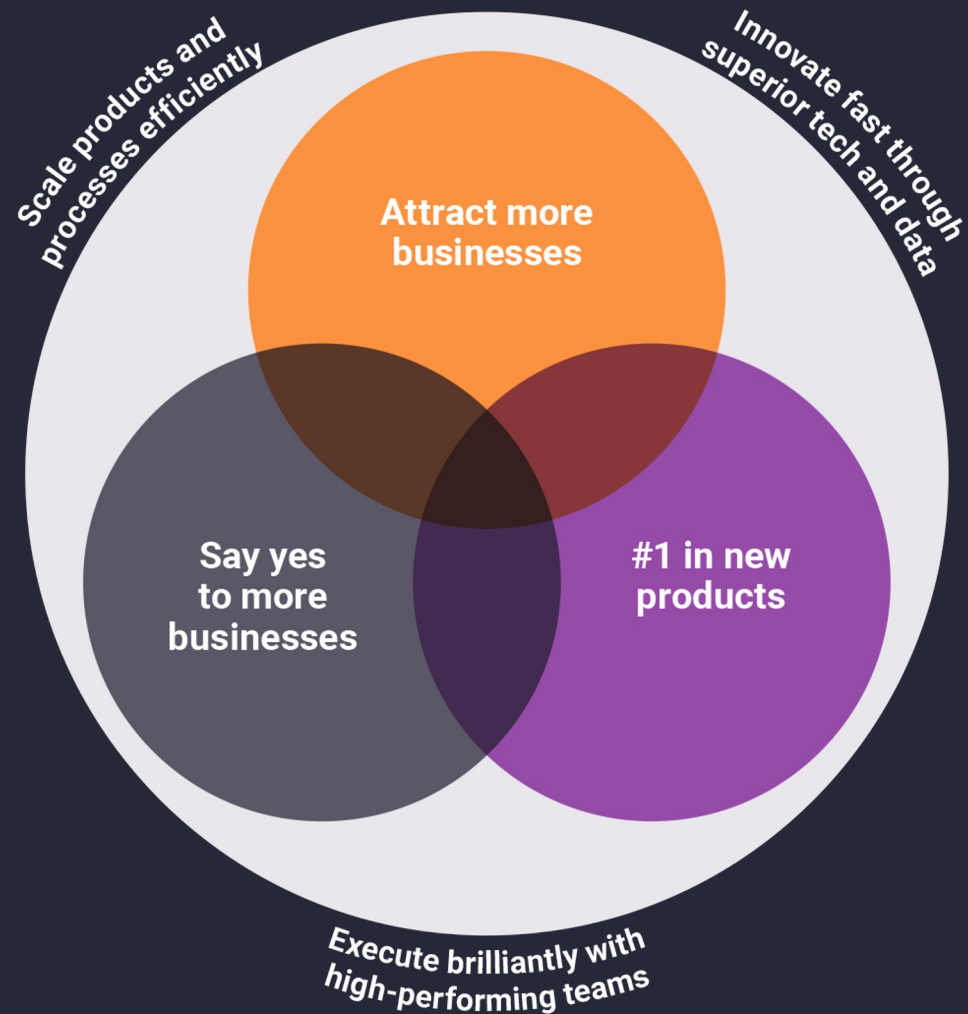 Scale products and
processes efficiently
Innovate fast through
superior tech and data
Attract more
businesses
Say yes
to more
businesses
#1 in new
products
Execute brilliantly with
high-performing teams